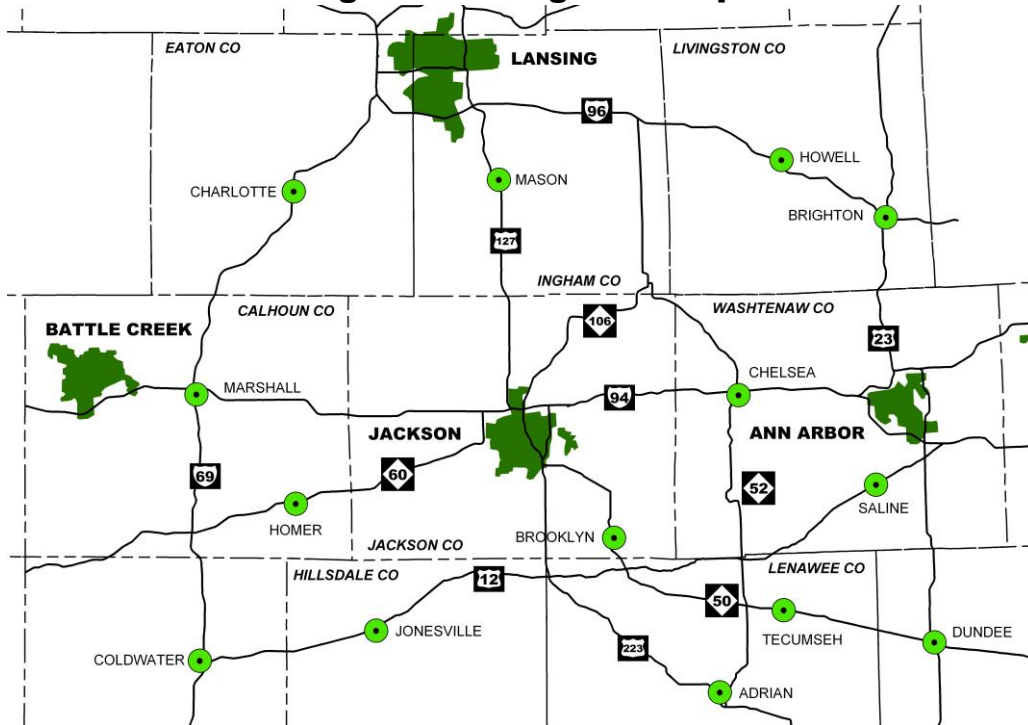 EATON CO
LIVINGSTON CO
LANSING
96
HOWELL
CHARLOTTE
MASON
BRIGHTON
127
INGHAM CO
CALHOUN CO
WASHTENAW CO
106
BATTLE CREEK
23
MARSHALL
CHELSEA
94
JACKSON
ANN ARBOR
60
69
52
SALINE
HOMER
BROOKLYN
JACKSON CO
HILLSDALE CO
12
LENAWEE CO
50
JONESVILLE
TECUMSEH
DUNDEE
223
COLDWATER
ADRIAN